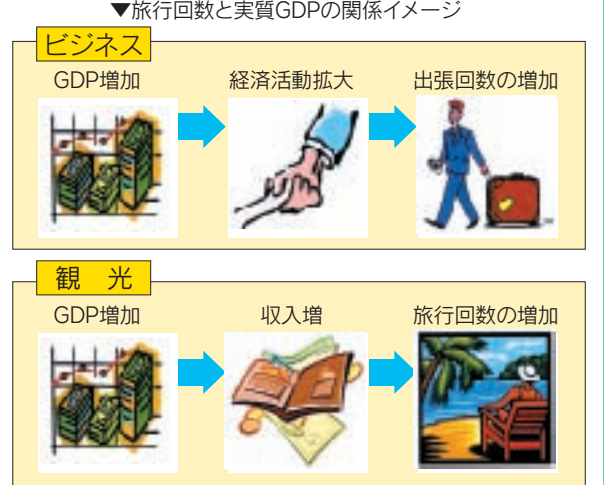 ▼旅行回数と実質GDPの関係イメージ
ビジネス
GDP増加 経済活動拡大 出張回数の増加
観 光
GDP増加 収入増 旅行回数の増加